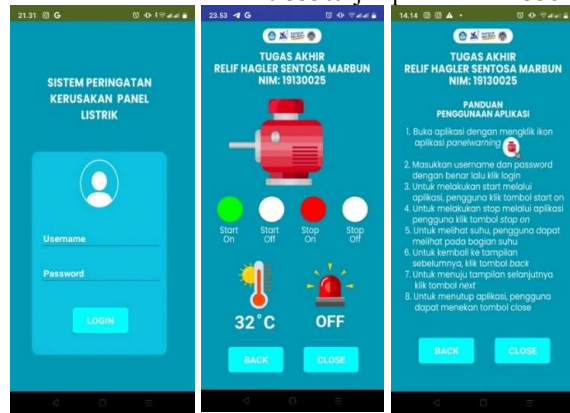 21.31
SISTEM PERINGATAN
KERUSAKAN PANEL
LISTRIK
Username
Password
LOGIN
23.53
TUGAS AKHIR
RELIF HAGLER SENTOSA MARBUN
NIM: 19130025
Start On
Start Off
Stop On
Stop Off
32°C
OFF
BACK
CLOSE
14.14
TUGAS AKHIR
RELIF HAGLER SENTOSA MARBUN
NIM: 19130025
PANDUAN
PENGGUNAAN APLIKASI
1. Buka aplikasi dengan mengklik ikon
aplikasi panelwarning
2. Masukkan username dan password
dengan benar lalu klik login
3. Untuk melakukan start melalui
aplikasi, pengguna klik tombol start on
4. Untuk melakukan stop melalui aplikasi
pengguna klik tombol stop on
5. Untuk melihat suhu, pengguna dapat
melihat pada bagian suhu
6. Untuk kembali ke tampilan
sebelumnya, klik tombol back
7. Untuk menuju tampilan selanjutnya
klik tombol next
8. Untuk menutup aplikasi, pengguna
dapat menekan tombol close
BACK
CLOSE